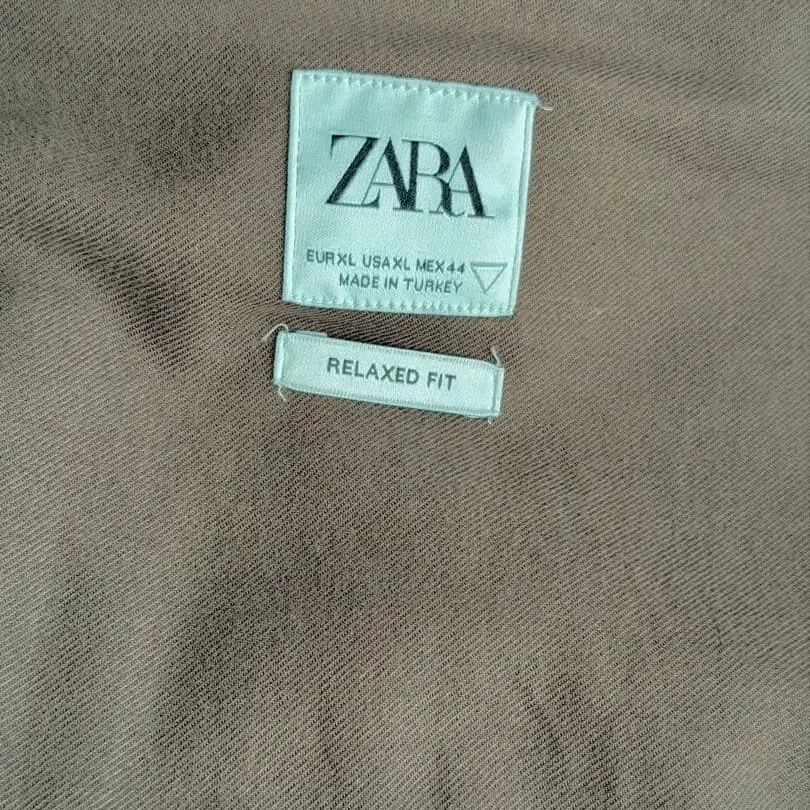 ZARA
EUR XL USA XL MEX 44
MADE IN TURKEY
RELAXED FIT